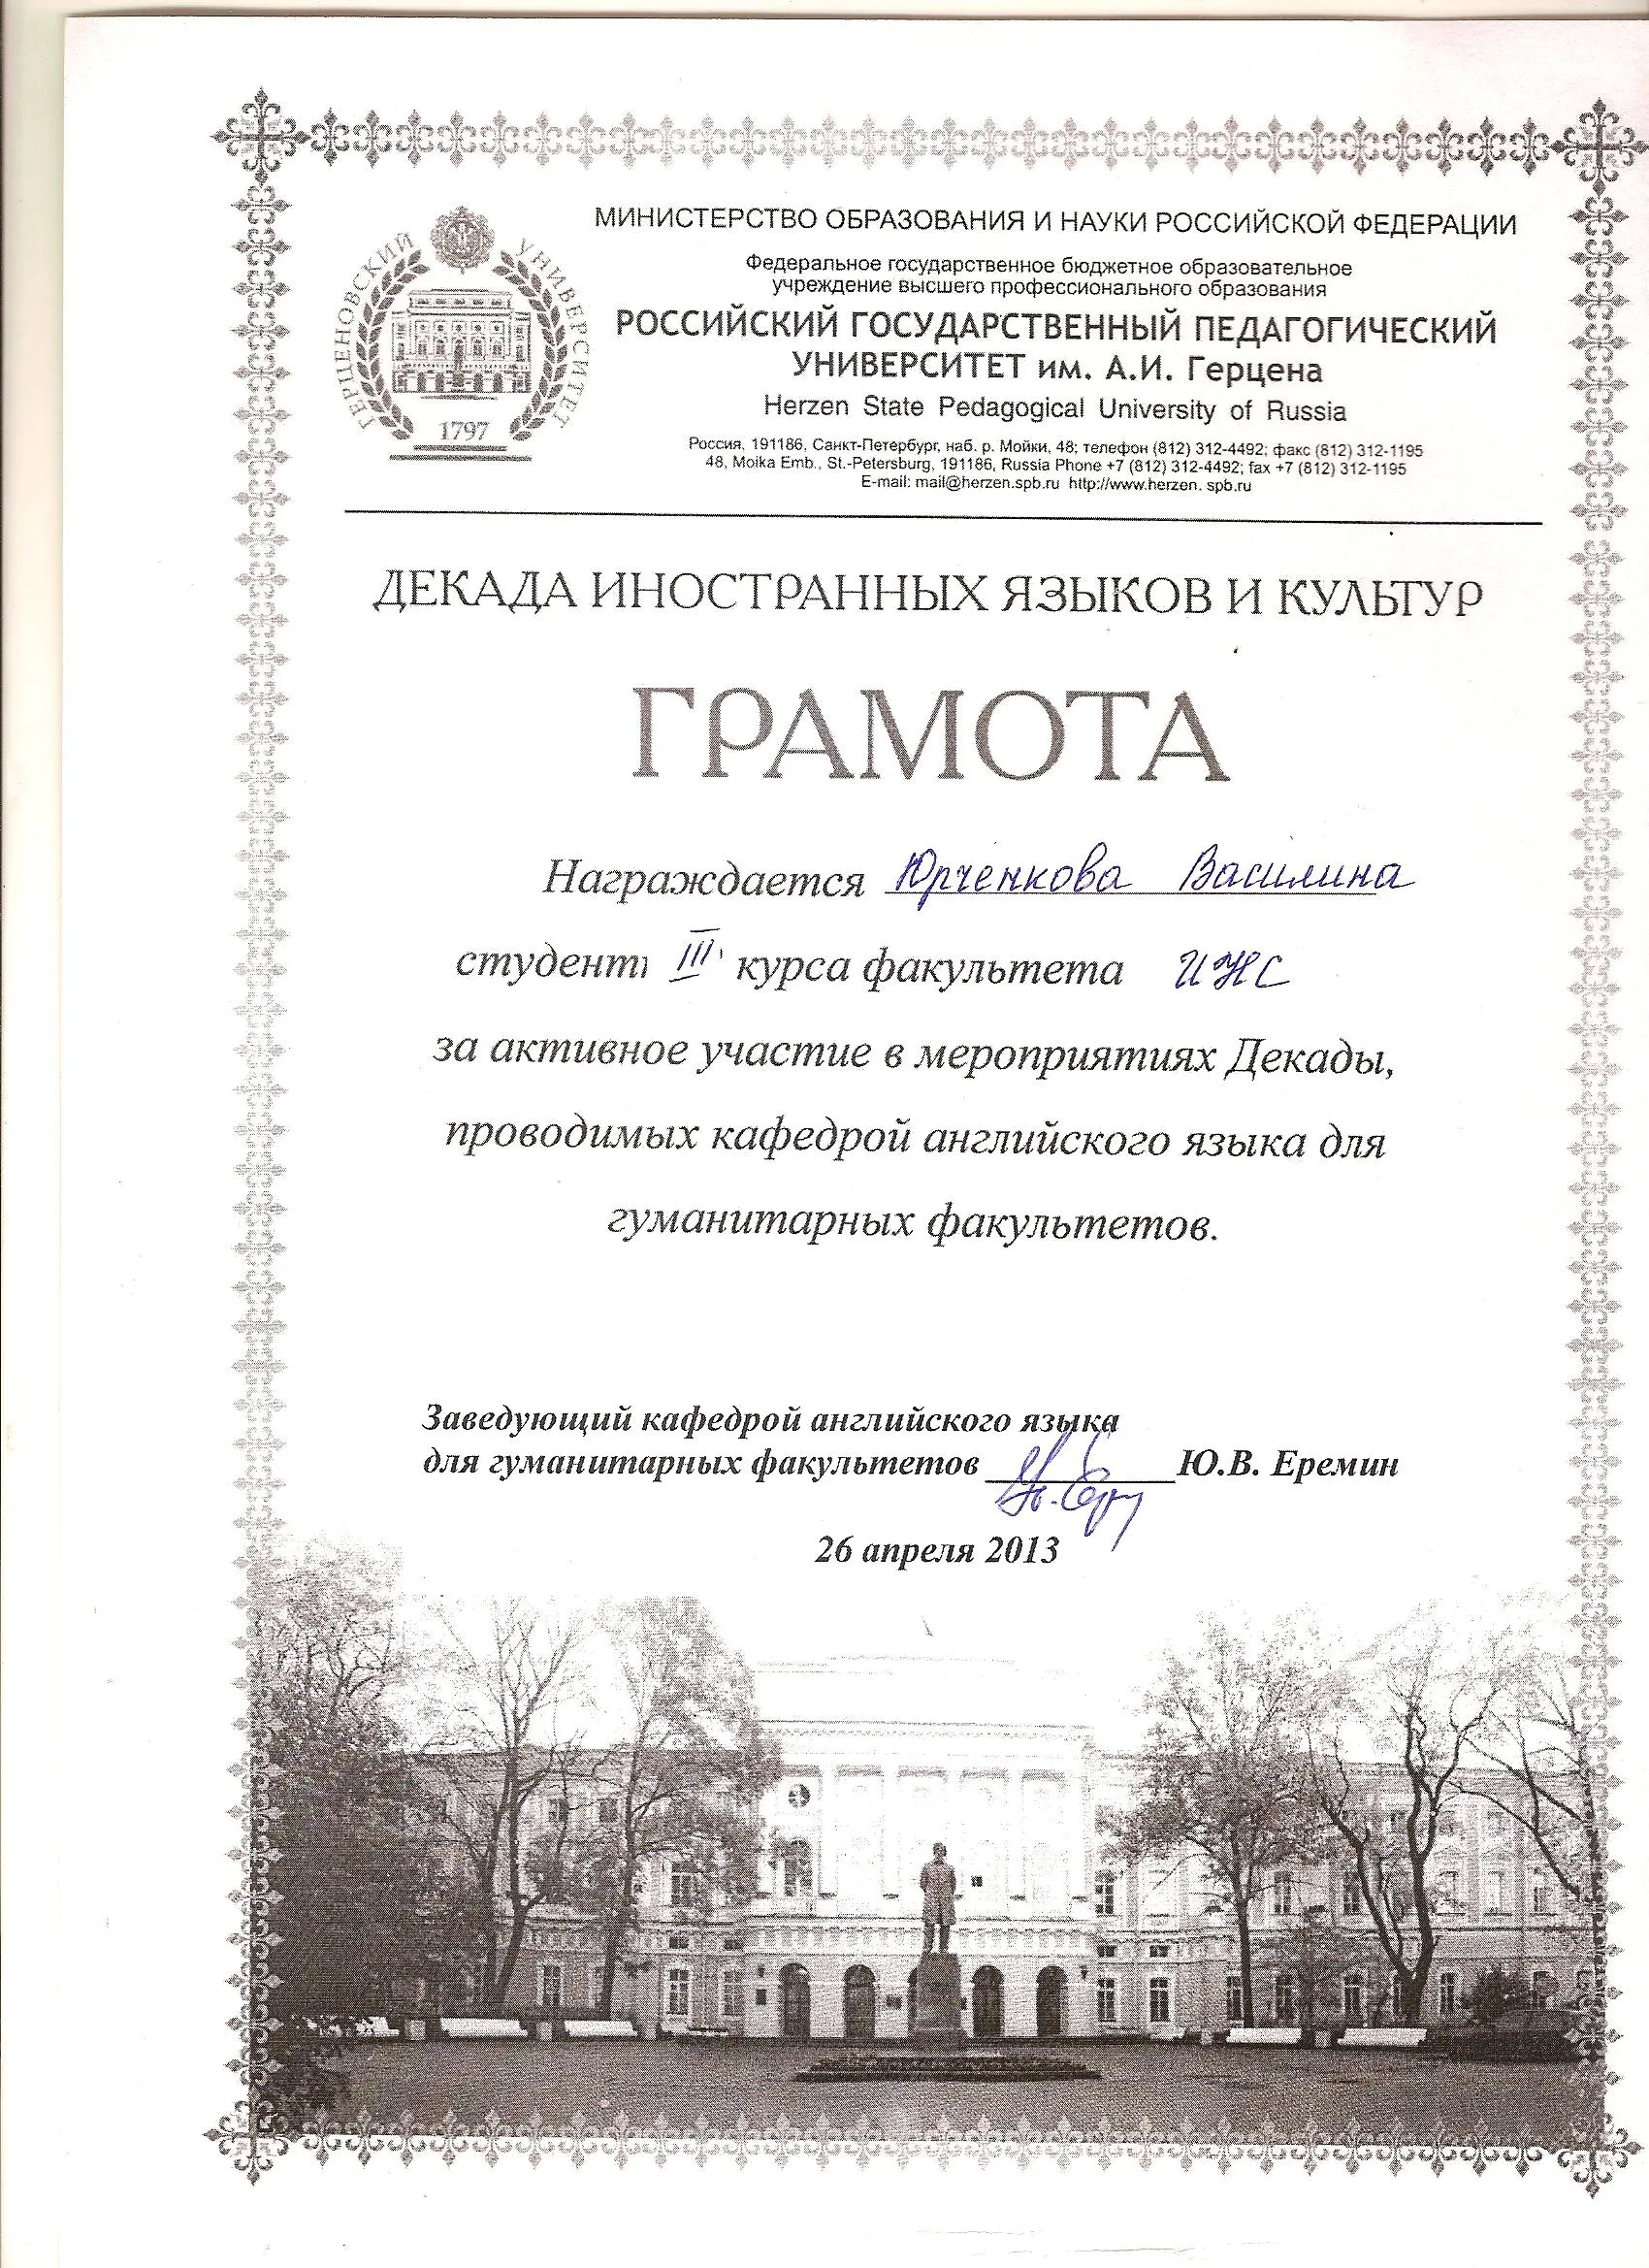 ГЕРЦЕНОВСКИЙ УНИВЕРСИТЕТ
1797
МИНИСТЕРСТВО ОБРАЗОВАНИЯ И НАУКИ РОССИЙСКОЙ ФЕДЕРАЦИИ
Федеральное государственное бюджетное образовательное
учреждение высшего профессионального образования
РОССИЙСКИЙ ГОСУДАРСТВЕННЫЙ ПЕДАГОГИЧЕСКИЙ
УНИВЕРСИТЕТ им. А.И. Герцена
Herzen State Pedagogical University of Russia
Россия, 191186, Санкт-Петербург, наб. р. Мойки, 48; телефон (812) 312-4492; факс (812) 312-1195
48, Moika Emb., St.-Petersburg, 191186, Russia Phone +7 (812) 312-4492; fax +7 (812) 312-1195
E-mail: mail@herzen.spb.ru http://www.herzen. spb.ru
ДЕКАДА ИНОСТРАННЫХ ЯЗЫКОВ И КУЛЬТУР
ГРАМОТА
Награждается Юрченкова Василина
студент III курса факультета ИНС
за активное участие в мероприятиях Декады,
проводимых кафедрой английского языка для
гуманитарных факультетов.
Заведующий кафедрой английского языка
для гуманитарных факультетов Ю.В. Еремин
26 апреля 2013